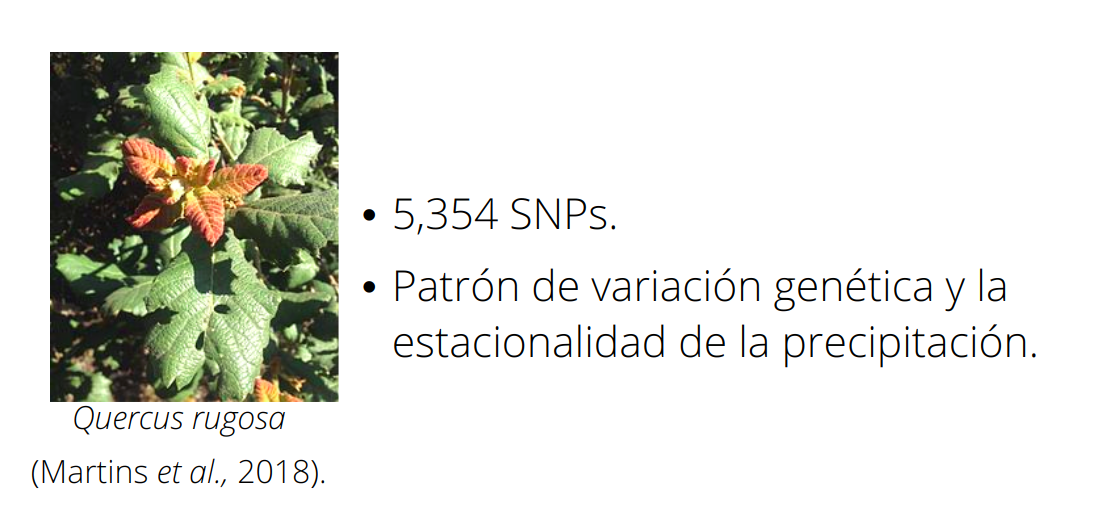 • 5,354 SNPs.
• Patrón de variación genética y la
estacionalidad de la precipitación.
Quercus rugosa
(Martins et al., 2018).